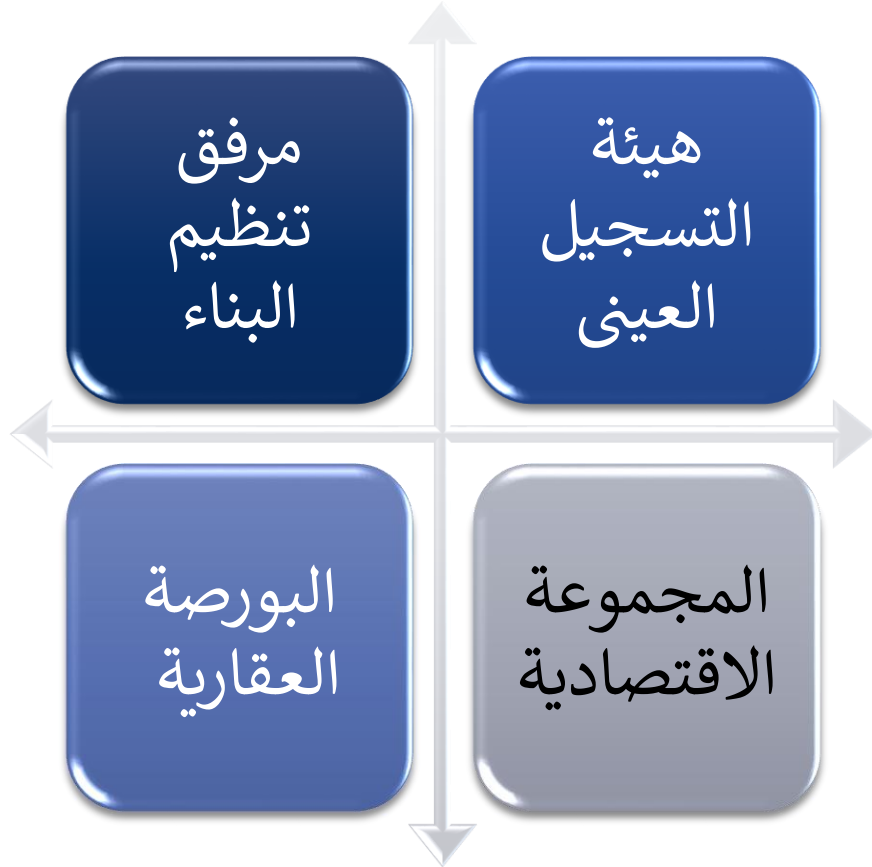 هيئة
التسجيل
العينى
مرفق
تنظيم
البناء
المجموعة
الاقتصادية
البورصة
العقارية